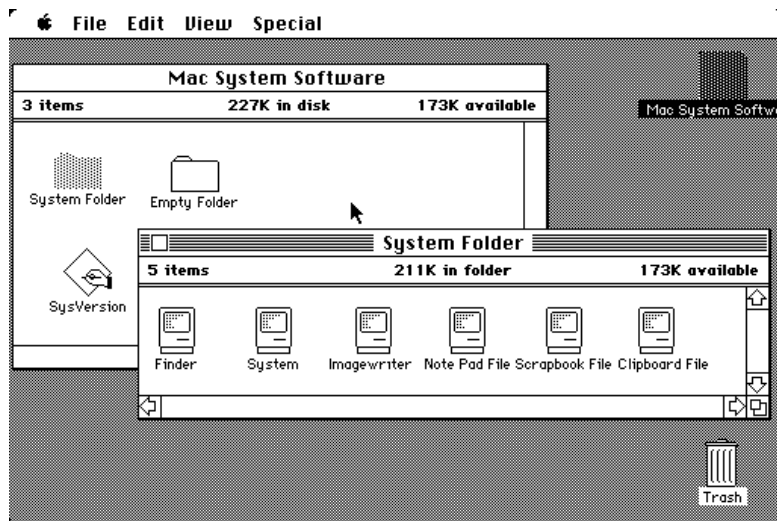 File Edit View Special
Mac System Software
3 items 227K in disk 173K available
Mac System Softw
System Folder Empty Folder
SysVersion
System Folder
5 items 211K in folder 173K available
Finder System Imagewriter Note Pad File Scrapbook File Clipboard File
Trash